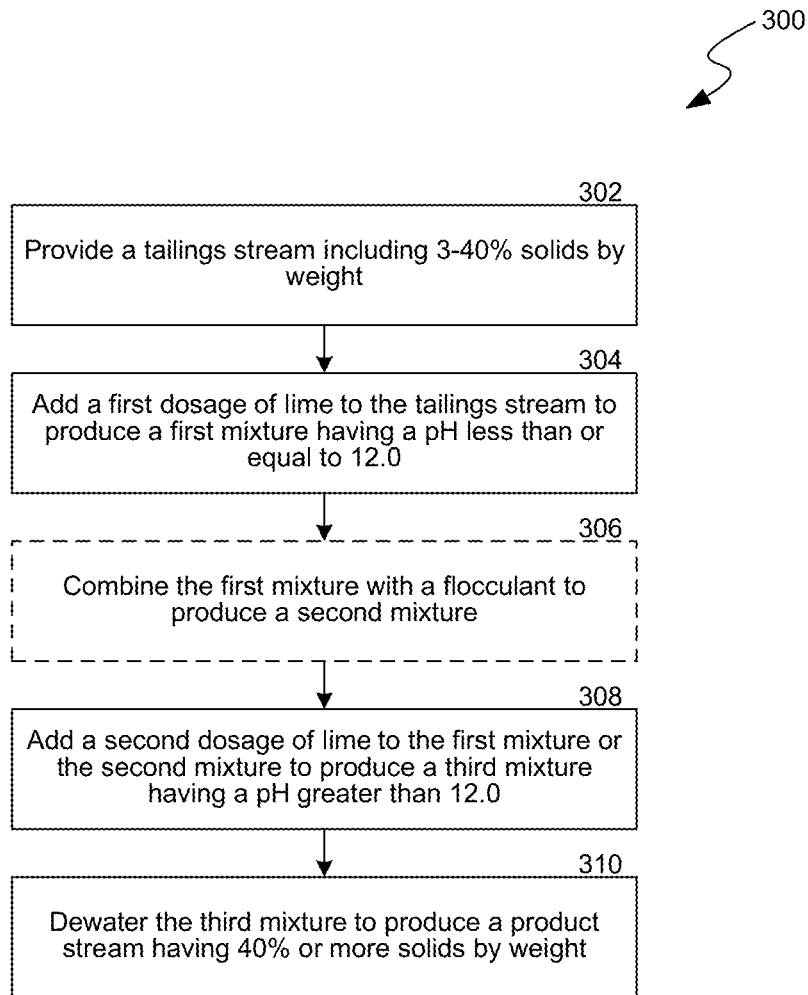 300
302
Provide a tailings stream including 3-40% solids by
weight
304
Add a first dosage of lime to the tailings stream to
produce a first mixture having a pH less than or
equal to 12.0
306
Combine the first mixture with a flocculant to
produce a second mixture
308
Add a second dosage of lime to the first mixture or
the second mixture to produce a third mixture
having a pH greater than 12.0
310
Dewater the third mixture to produce a product
stream having 40% or more solids by weight